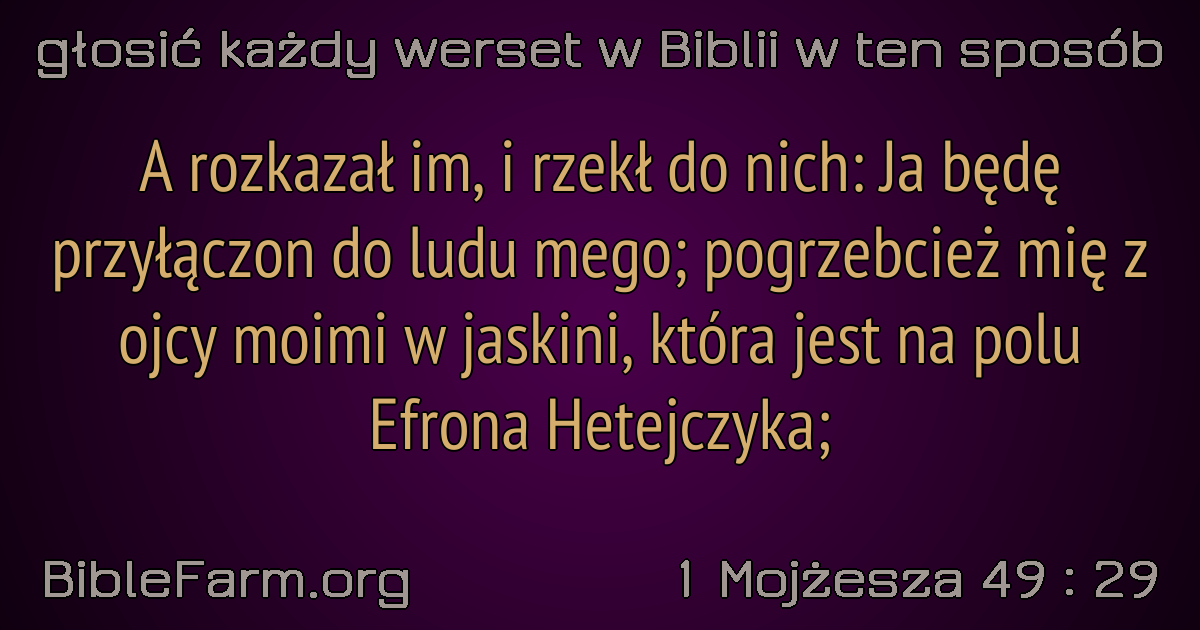 głosić każdy werset w Biblii w ten sposób
A rozkazał im, i rzekł do nich: Ja będę
przyłączon do ludu mego; pogrzebcież mię z
ojcy moimi w jaskini, która jest na polu
Efrona Hetejczyka;
BibleFarm.org
1 Mojżesza 49 : 29